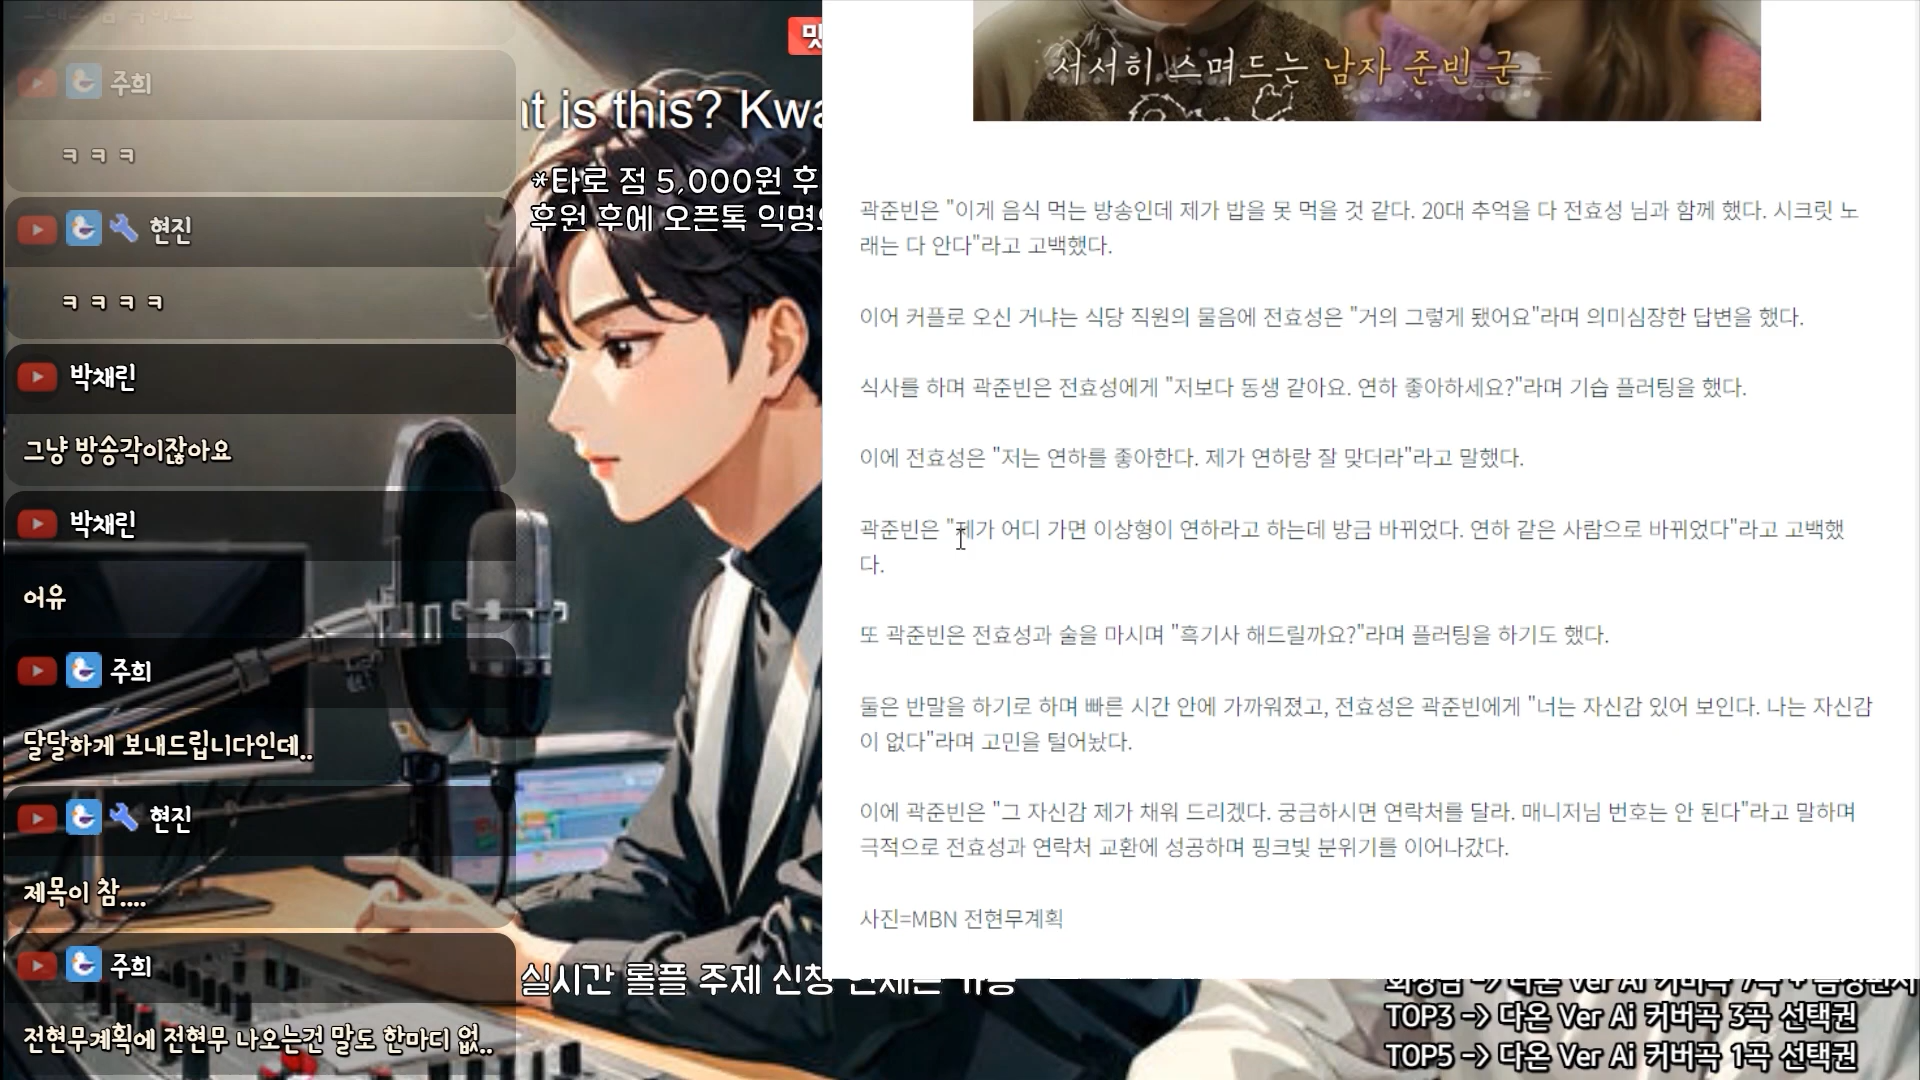 주희
ㅋㅋㅋ
현진
ㅋㅋㅋㅋ
박채린
그냥 방송각이잖아요
박채린
어유
주희
달달하게 보내드립니다인데..
현진
제목이 참....
주희
전현무계획에 전현무 나오는건 말도 한마디 없..
is this? Kwa
*타로 점 5,000원 후
후원 후에 오픈톡 익명
실시간 롤플 주제 신청
서서히 스며드는 남자 준빈 군
곽준빈은 "이게 음식 먹는 방송인데 제가 밥을 못 먹을 것 같다. 20대 추억을 다 전효성 님과 함께 했다. 시크릿 노
래는 다 안다"라고 고백했다.
이어 커플로 오신 거냐는 식당 직원의 물음에 전효성은 "거의 그렇게 됐어요"라며 의미심장한 답변을 했다.
식사를 하며 곽준빈은 전효성에게 "저보다 동생 같아요. 연하 좋아하세요?"라며 기습 플러팅을 했다.
이에 전효성은 "저는 연하를 좋아한다. 제가 연하랑 잘 맞더라"라고 말했다.
곽준빈은 "제가 어디 가면 이상형이 연하라고 하는데 방금 바뀌었다. 연하 같은 사람으로 바뀌었다"라고 고백했
다.
또 곽준빈은 전효성과 술을 마시며 "흑기사 해드릴까요?"라며 플러팅을 하기도 했다.
둘은 반말을 하기로 하며 빠른 시간 안에 가까워졌고, 전효성은 곽준빈에게 "너는 자신감 있어 보인다. 나는 자신감
이 없다"라며 고민을 털어놨다.
이에 곽준빈은 "그 자신감 제가 채워 드리겠다. 궁금하시면 연락처를 달라. 매니저님 번호는 안 된다"라고 말하며
극적으로 전효성과 연락처 교환에 성공하며 핑크빛 분위기를 이어나갔다.
사진=MBN 전현무계획
TOP3 -> 다온 Ver Ai 커버곡 3곡 선택권
TOP5 -> 다온 Ver Ai 커버곡 1곡 선택권